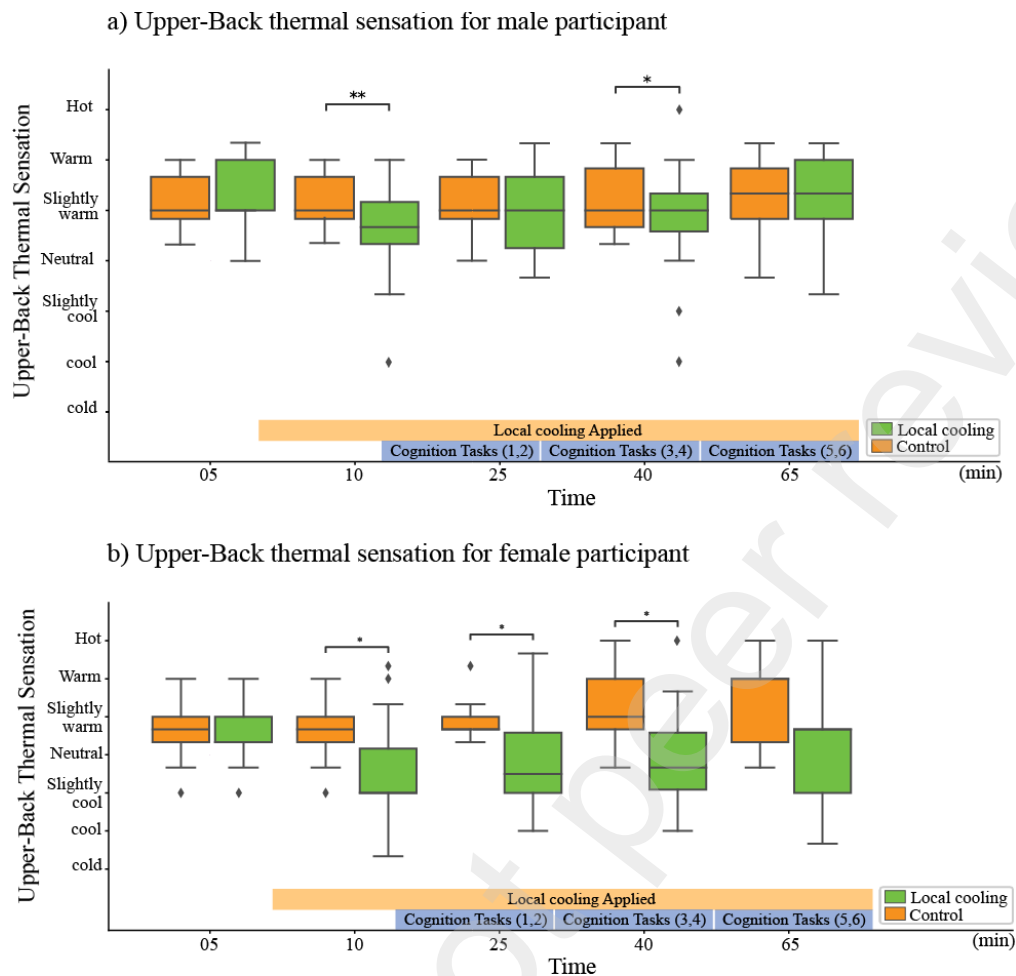 a) Upper-Back thermal sensation for male participant
Upper-Back Thermal Sensation
Hot
Warm
Slightly
warm
Neutral
Slightly
cool
cool
cold
**
*
Local cooling Applied
Cognition Tasks (1,2)
Cognition Tasks (3,4)
Cognition Tasks (5,6)
Local cooling
Control
05
10
25
40
65
(min)
Time
b) Upper-Back thermal sensation for female participant
Upper-Back Thermal Sensation
Hot
Warm
Slightly
warm
Neutral
Slightly
cool
cool
cold
*
*
*
Local cooling Applied
Cognition Tasks (1,2)
Cognition Tasks (3,4)
Cognition Tasks (5,6)
Local cooling
Control
05
10
25
40
65
(min)
Time
ot peer revie